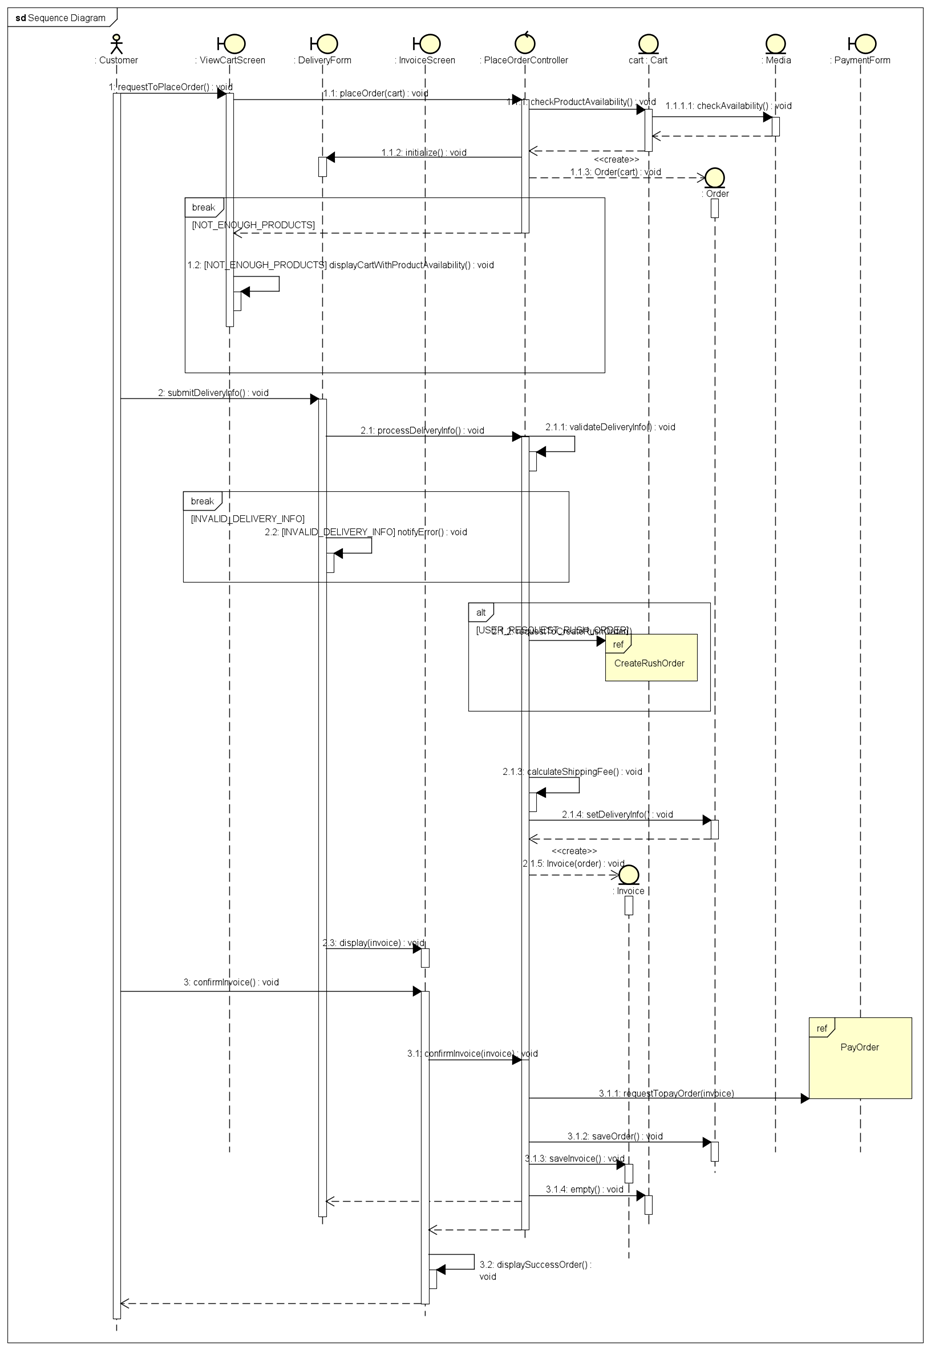 sd Sequence Diagram
: Customer
: ViewCartScreen
: DeliveryForm
: InvoiceScreen
: PlaceOrderController
cart : Cart
: Media
: PaymentForm
1: requestToPlaceOrder() : void
1.1: placeOrder(cart) : void
1.1.1: checkProductAvailability() : void
1.1.1.1: checkAvailability() : void
1.1.2: initialize() : void
<<create>>
1.1.3: Order(cart) : void
: Order
break
[NOT_ENOUGH_PRODUCTS]
1.2: [NOT_ENOUGH_PRODUCTS] displayCartWithProductAvailability() : void
2: submitDeliveryInfo() : void
2.1: processDeliveryInfo() : void
2.1.1: validateDeliveryInfo() : void
break
[INVALID_DELIVERY_INFO]
2.2: [INVALID_DELIVERY_INFO] notifyError() : void
alt
[USER_RESQUEST_RUSH_ORDER]
2.1.2: requestToCreateRushOrder()
ref
CreateRushOrder
2.1.3: calculateShippingFee() : void
2.1.4: setDeliveryInfo() : void
<<create>>
2.1.5: Invoice(order) : void
: Invoice
2.3: display(invoice) : void
3: confirmInvoice() : void
ref
PayOrder
3.1: confirmInvoice(invoice) : void
3.1.1: requestTopayOrder(invoice)
3.1.2: saveOrder() : void
3.1.3: saveInvoice() : void
3.1.4: empty() : void
3.2: displaySuccessOrder() :
void